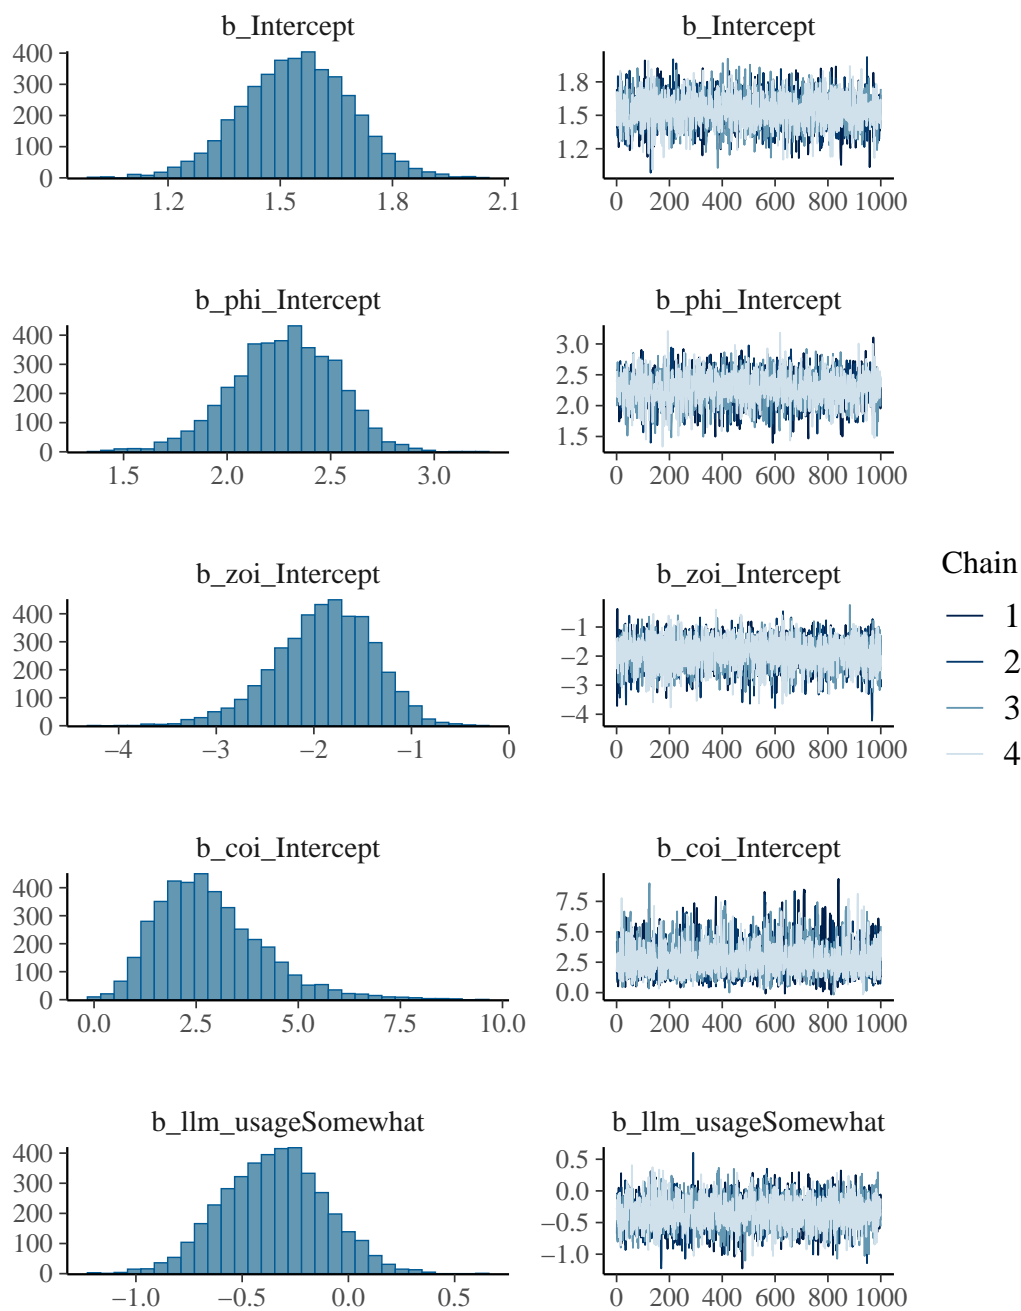 b_Intercept
400
300
200
100
0
1.2 1.5 1.8 2.1
b_Intercept
1.8
1.5
1.2
0 200 400 600 800 1000
b_phi_Intercept
400
300
200
100
0
1.5 2.0 2.5 3.0
b_phi_Intercept
3.0
2.5
2.0
1.5
0 200 400 600 800 1000
b_zoi_Intercept
400
300
200
100
0
−4 −3 −2 −1 0
b_zoi_Intercept
−1
−2
−3
−4
0 200 400 600 800 1000
b_coi_Intercept
400
300
200
100
0
0.0 2.5 5.0 7.5 10.0
b_coi_Intercept
7.5
5.0
2.5
0.0
0 200 400 600 800 1000
b_llm_usageSomewhat
400
300
200
100
0
−1.0 −0.5 0.0 0.5
b_llm_usageSomewhat
0.5
0.0
−0.5
−1.0
0 200 400 600 800 1000
Chain
1
2
3
4